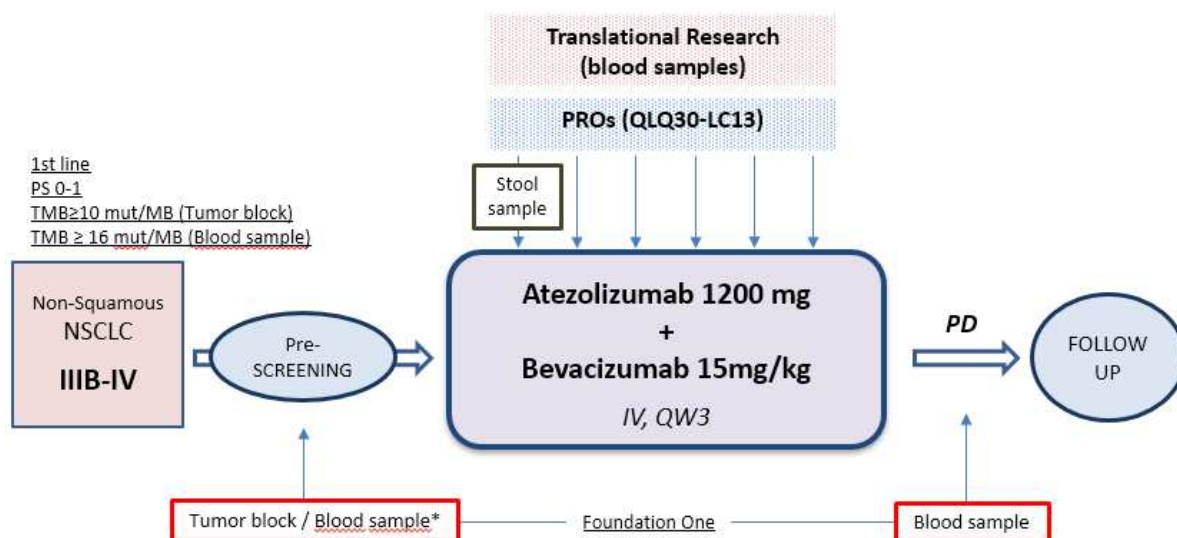 Translational Research
(blood samples)
PROs (QLQ30-LC13)
1st line
PS 0-1
TMB≥10 mut/MB (Tumor block)
TMB ≥ 16 mut/MB (Blood sample)
Stool
sample
Non-Squamous
NSCLC
IIIB-IV
Pre-
SCREENING
Atezolizumab 1200 mg
+
Bevacizumab 15mg/kg
IV, QW3
PD
FOLLOW
UP
Tumor block / Blood sample*
Foundation One
Blood sample